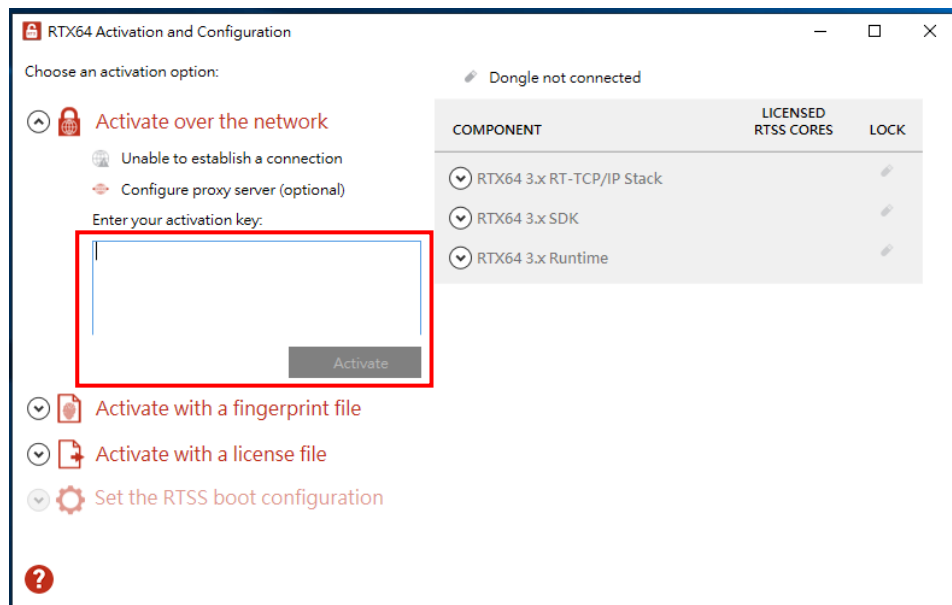 RTX64 Activation and Configuration
Choose an activation option:
Activate over the network
Unable to establish a connection
Configure proxy server (optional)
Enter your activation key:
Activate
Activate with a fingerprint file
Activate with a license file
Set the RTSS boot configuration
?
Dongle not connected
COMPONENT
LICENSED
RTSS CORES
LOCK
RTX64 3.x RT-TCP/IP Stack
RTX64 3.x SDK
RTX64 3.x Runtime